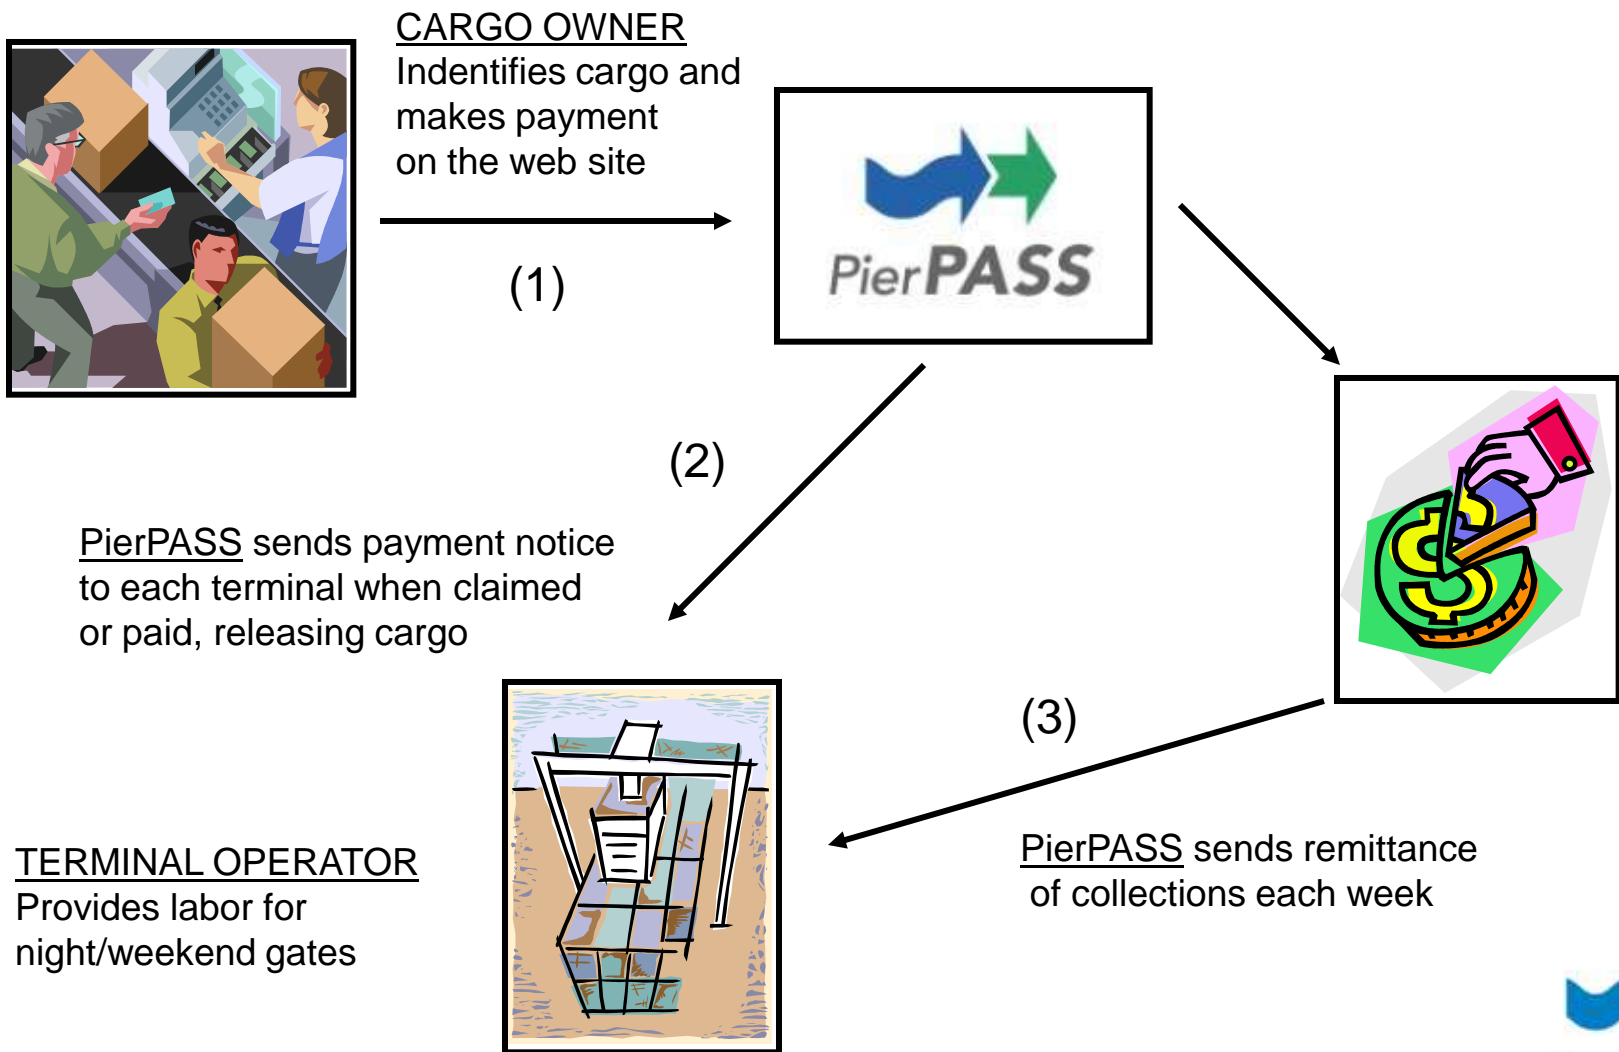 CARGO OWNER
Indentifies cargo and
makes payment
on the web site
(1)
PierPASS
(2)
PierPASS sends payment notice
to each terminal when claimed
or paid, releasing cargo
(3)
TERMINAL OPERATOR
Provides labor for
night/weekend gates
PierPASS sends remittance
of collections each week